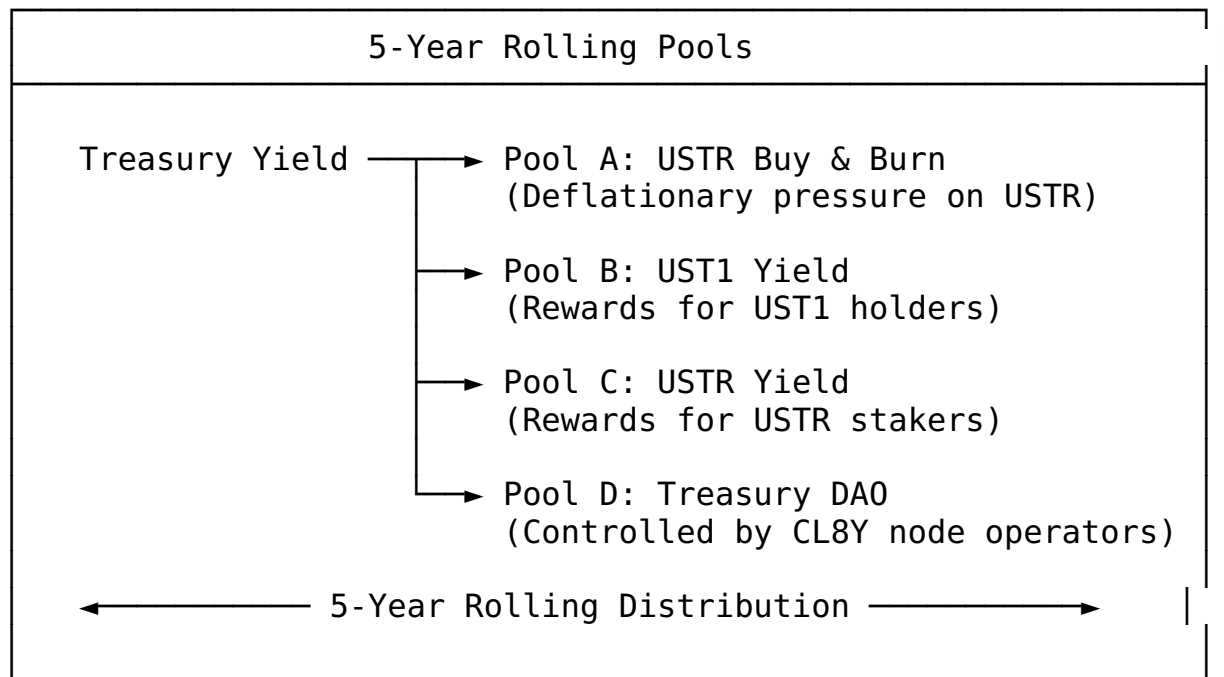 5-Year Rolling Pools
Treasury Yield
Pool A: USTR Buy & Burn
(Deflationary pressure on USTR)
Pool B: UST1 Yield
(Rewards for UST1 holders)
Pool C: USTR Yield
(Rewards for USTR stakers)
Pool D: Treasury DAO
(Controlled by CL8Y node operators)
5-Year Rolling Distribution